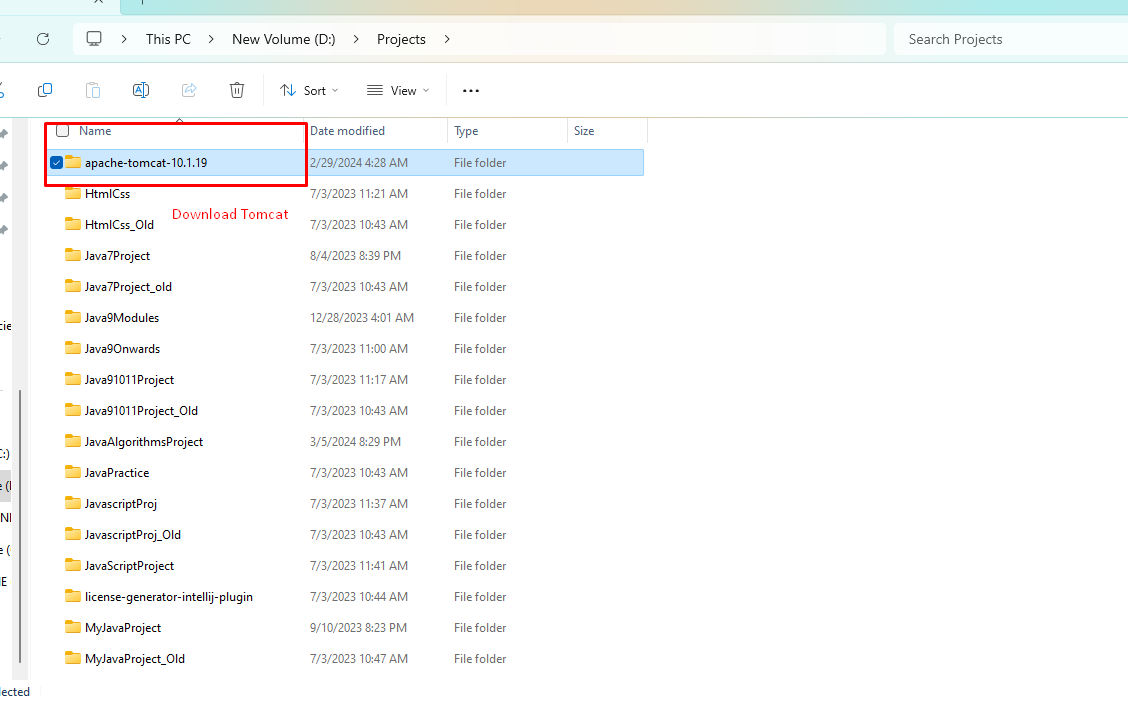 This PC > New Volume (D:) > Projects >
Search Projects
Sort View ...
Name Date modified Type Size
apache-tomcat-10.1.19 2/29/2024 4:28 AM File folder
HtmlCss 7/3/2023 11:21 AM File folder
Download Tomcat
HtmlCss_Old 7/3/2023 10:43 AM File folder
Java7Project 8/4/2023 8:39 PM File folder
Java7Project_old 7/3/2023 10:43 AM File folder
Java9Modules 12/28/2023 4:01 AM File folder
Java9Onwards 7/3/2023 11:00 AM File folder
Java91011Project 7/3/2023 11:17 AM File folder
Java91011Project_Old 7/3/2023 10:43 AM File folder
JavaAlgorithmsProject 3/5/2024 8:29 PM File folder
JavaPractice 7/3/2023 10:43 AM File folder
JavascriptProj 7/3/2023 11:37 AM File folder
JavascriptProj_Old 7/3/2023 10:43 AM File folder
JavaScriptProject 7/3/2023 11:41 AM File folder
license-generator-intellij-plugin 7/3/2023 10:44 AM File folder
MyJavaProject 9/10/2023 8:23 PM File folder
MyJavaProject_Old 7/3/2023 10:47 AM File folder